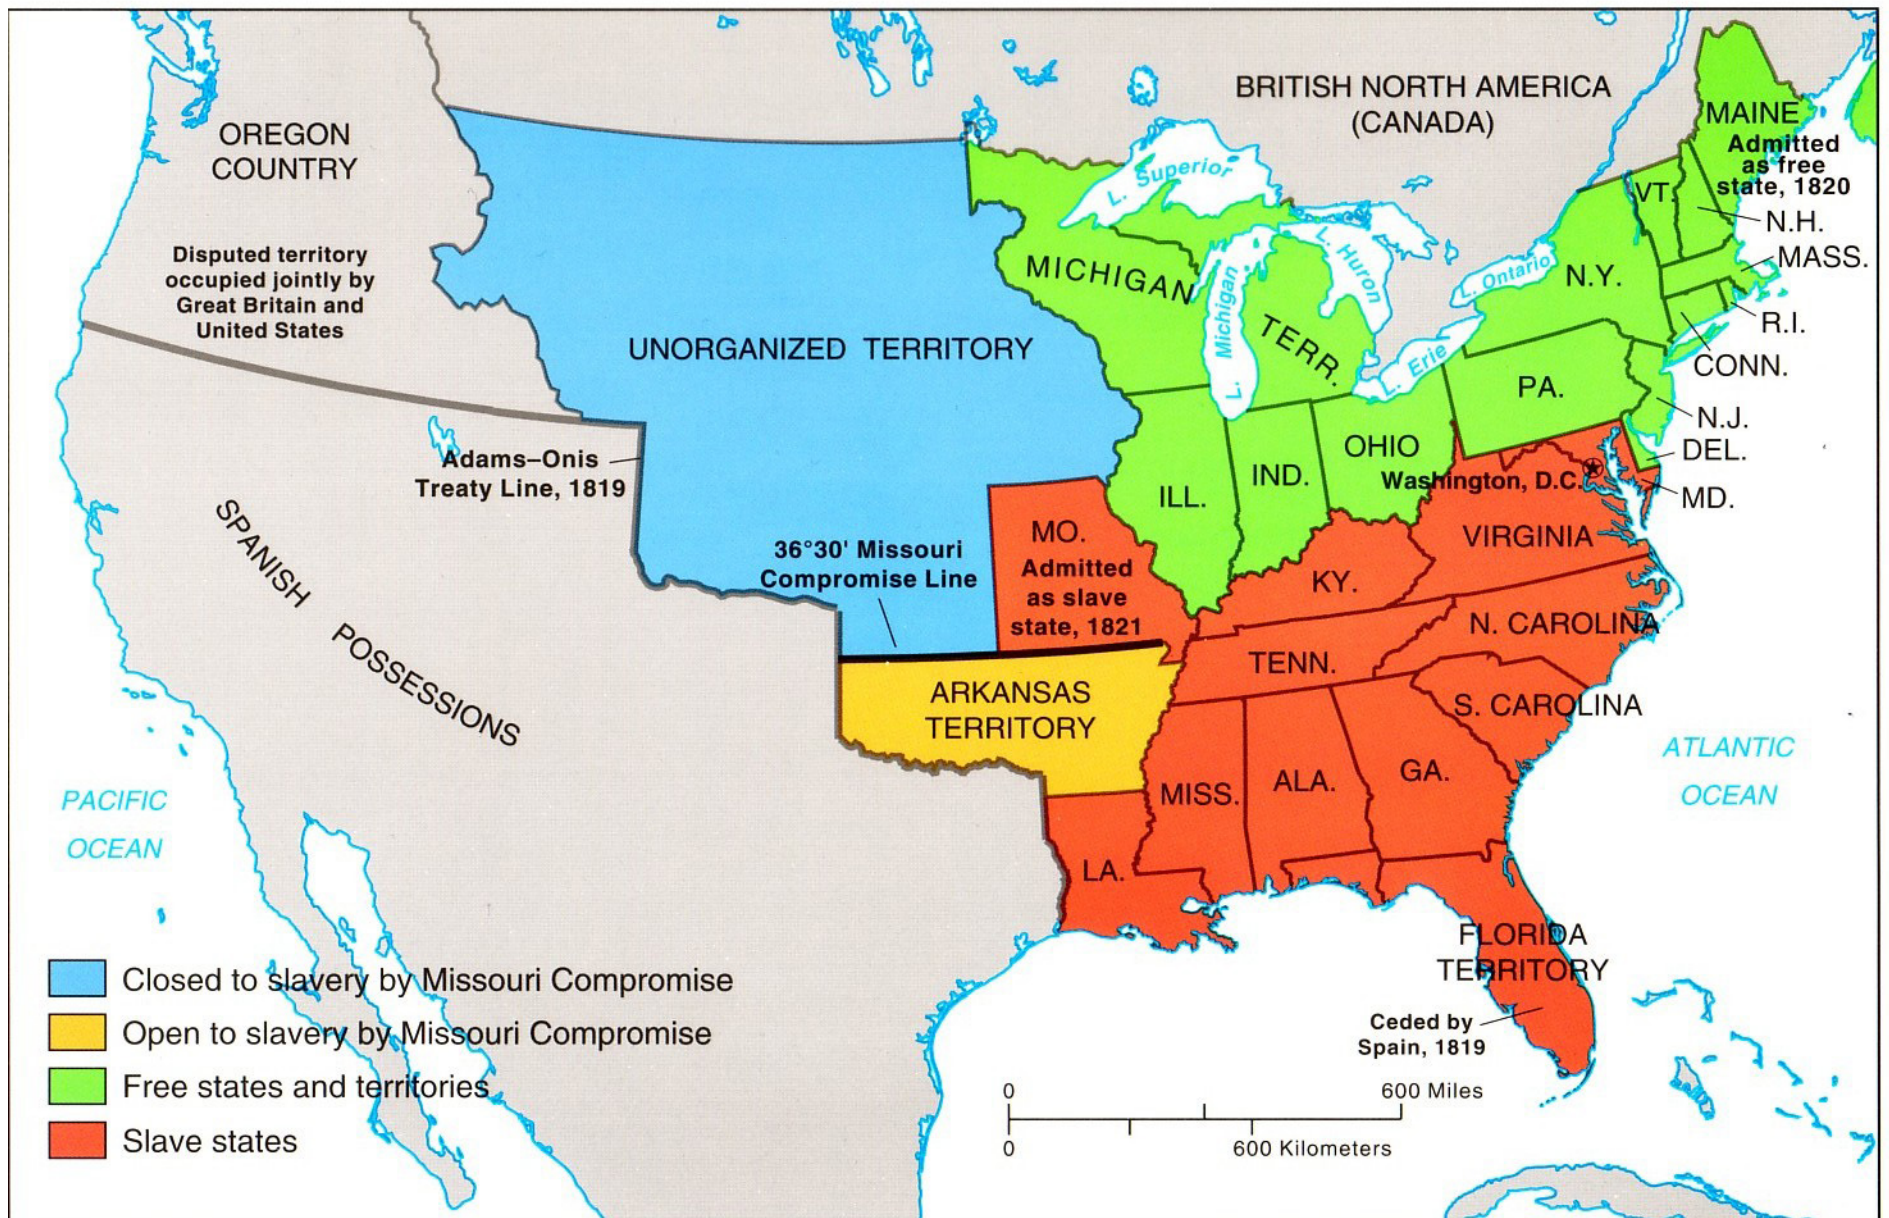 BRITISH NORTH AMERICA
(CANADA)
OREGON
COUNTRY
Disputed territory
occupied jointly by
Great Britain and
United States
UNORGANIZED TERRITORY
Adams–Onis
Treaty Line, 1819
36°30' Missouri
Compromise Line
SPANISH POSSESSIONS
L. Superior
L. Michigan
L. Huron
L. Erie
L. Ontario
MICHIGAN
TERR.
MAINE
Admitted
as free
state, 1820
VT.
N.H.
MASS.
N.Y.
R.I.
CONN.
PA.
N.J.
DEL.
MD.
OHIO
IND.
ILL.
Washington, D.C.
VIRGINIA
MO.
Admitted
as slave
state, 1821
KY.
N. CAROLINA
TENN.
S. CAROLINA
ARKANSAS
TERRITORY
MISS.
ALA.
GA.
LA.
FLORIDA
TERRITORY
Ceded by
Spain, 1819
ATLANTIC
OCEAN
PACIFIC
OCEAN
Closed to slavery by Missouri Compromise
Open to slavery by Missouri Compromise
Free states and territories
Slave states
0 600 Miles
0 600 Kilometers